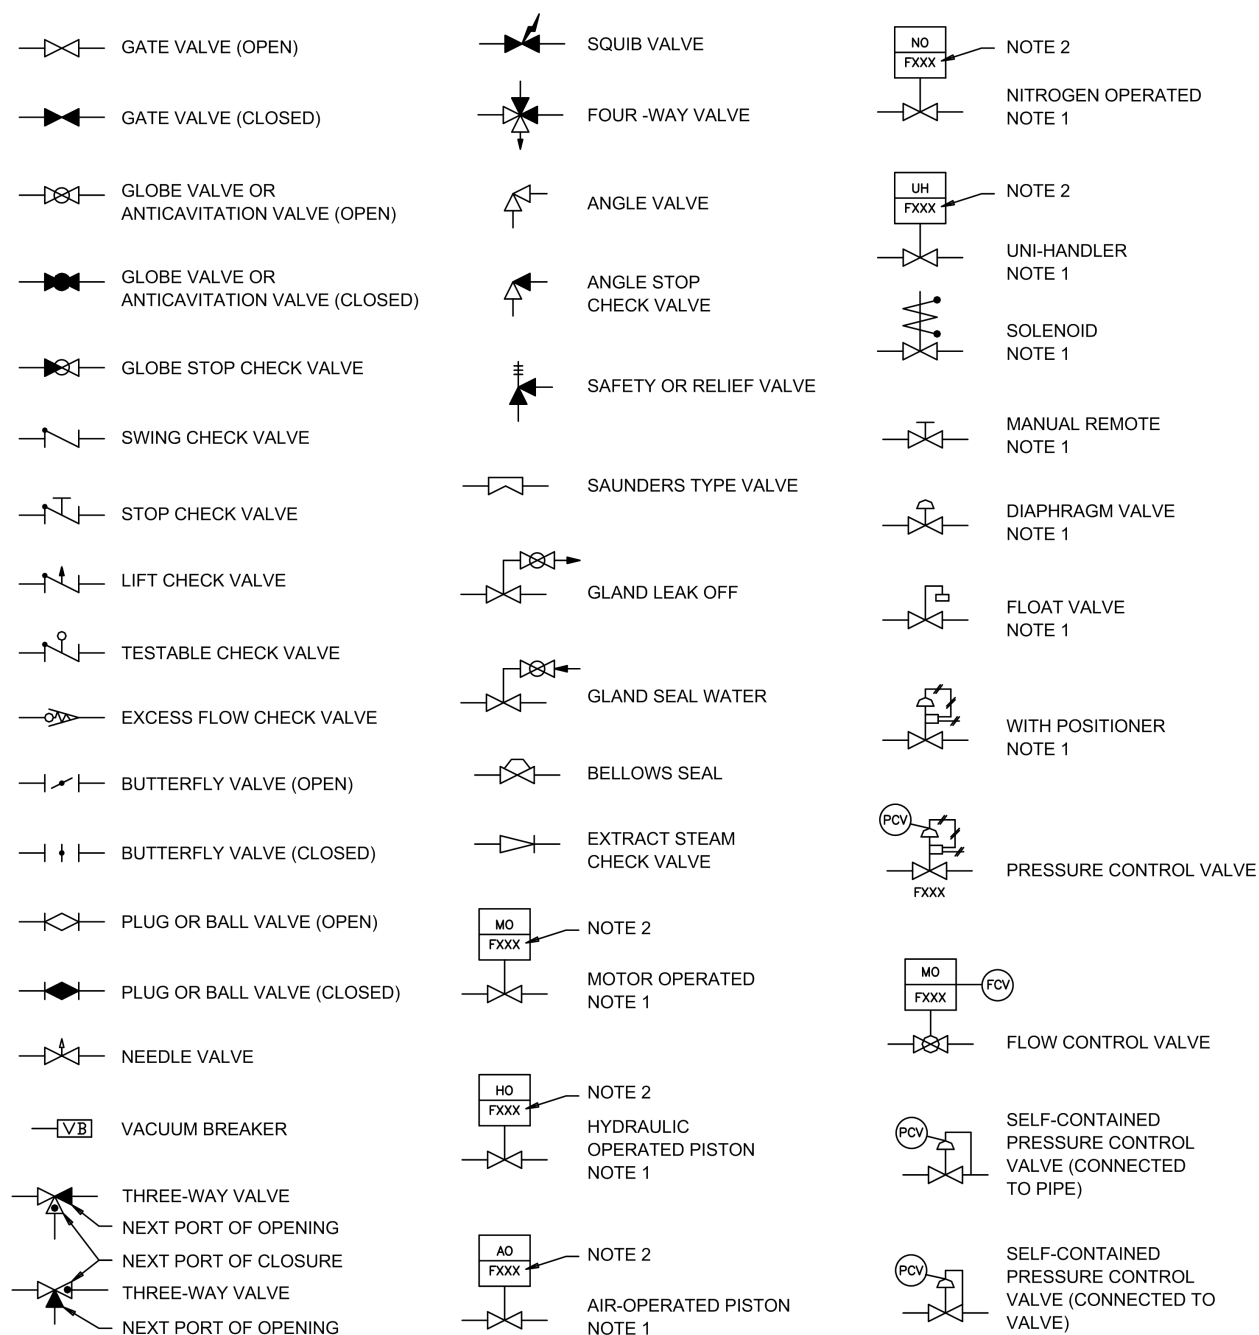 GATE VALVE (OPEN)
GATE VALVE (CLOSED)
GLOBE VALVE OR
ANTICAVITATION VALVE (OPEN)
GLOBE VALVE OR
ANTICAVITATION VALVE (CLOSED)
GLOBE STOP CHECK VALVE
SWING CHECK VALVE
STOP CHECK VALVE
LIFT CHECK VALVE
TESTABLE CHECK VALVE
EXCESS FLOW CHECK VALVE
BUTTERFLY VALVE (OPEN)
BUTTERFLY VALVE (CLOSED)
PLUG OR BALL VALVE (OPEN)
PLUG OR BALL VALVE (CLOSED)
NEEDLE VALVE
VB
VACUUM BREAKER
THREE-WAY VALVE
NEXT PORT OF OPENING
NEXT PORT OF CLOSURE
THREE-WAY VALVE
NEXT PORT OF OPENING
SQUIB VALVE
FOUR -WAY VALVE
ANGLE VALVE
ANGLE STOP
CHECK VALVE
SAFETY OR RELIEF VALVE
SAUNDERS TYPE VALVE
GLAND LEAK OFF
GLAND SEAL WATER
BELLOWS SEAL
EXTRACT STEAM
CHECK VALVE
MO
FXXX
NOTE 2
MOTOR OPERATED
NOTE 1
HO
FXXX
NOTE 2
HYDRAULIC
OPERATED PISTON
NOTE 1
AO
FXXX
NOTE 2
AIR-OPERATED PISTON
NOTE 1
NO
FXXX
NOTE 2
NITROGEN OPERATED
NOTE 1
UH
FXXX
NOTE 2
UNI-HANDLER
NOTE 1
SOLENOID
NOTE 1
MANUAL REMOTE
NOTE 1
DIAPHRAGM VALVE
NOTE 1
FLOAT VALVE
NOTE 1
WITH POSITIONER
NOTE 1
PCV
PRESSURE CONTROL VALVE
FXXX
MO
FXXX
FCV
FLOW CONTROL VALVE
PCV
SELF-CONTAINED
PRESSURE CONTROL
VALVE (CONNECTED
TO PIPE)
PCV
SELF-CONTAINED
PRESSURE CONTROL
VALVE (CONNECTED TO
VALVE)